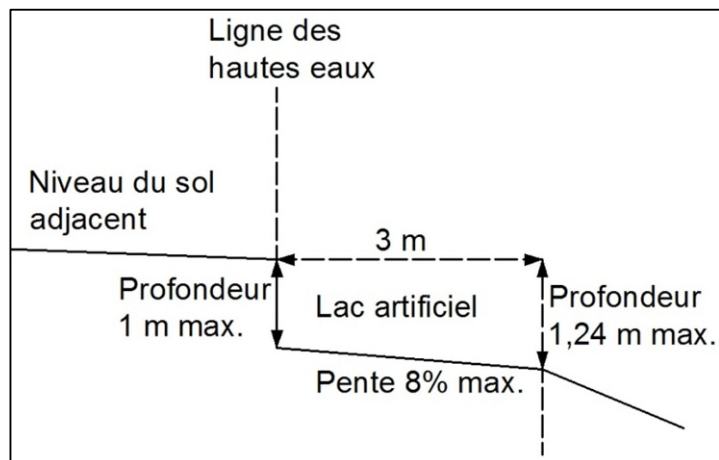 Ligne des
hautes eaux
Niveau du sol
adjacent
3 m
Profondeur
1 m max.
Lac artificiel
Profondeur
1,24 m max.
Pente 8% max.